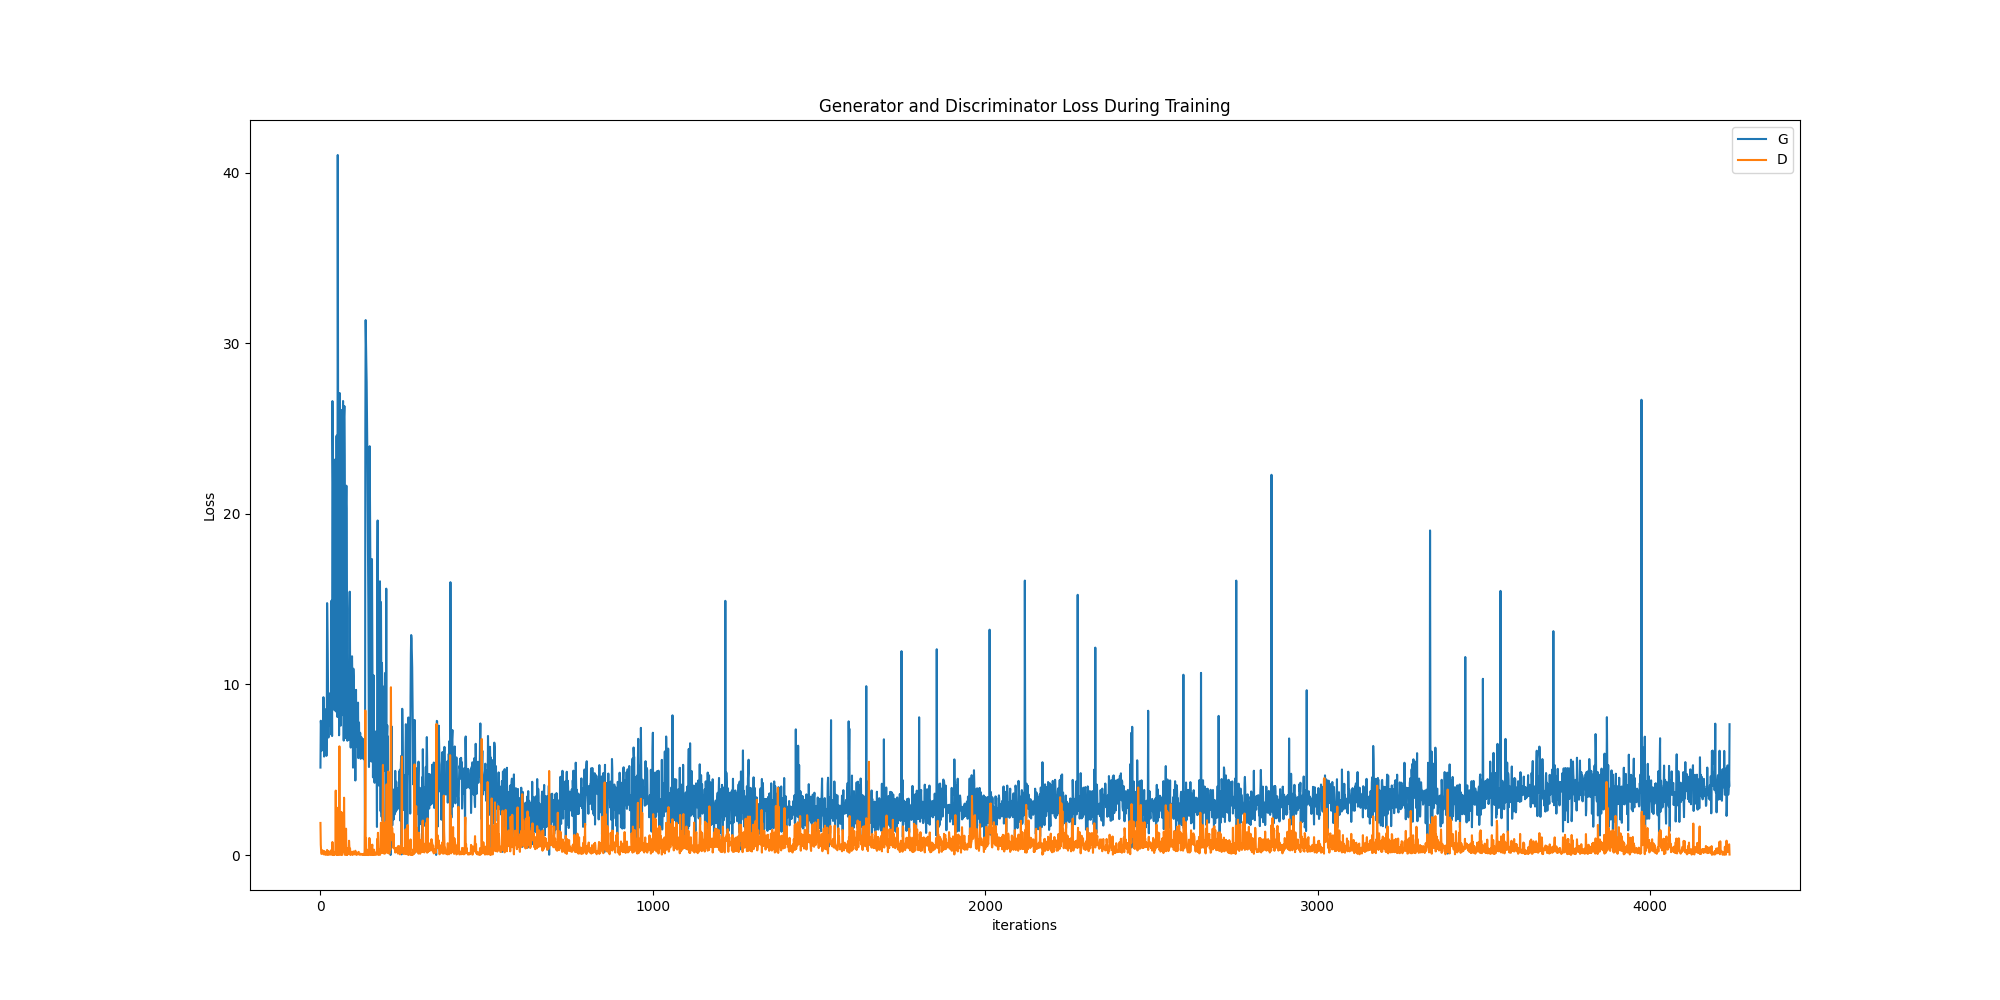 Generator and Discriminator Loss During Training
G
D
40
30
20
10
0
Loss
0 1000 2000 3000 4000
iterations